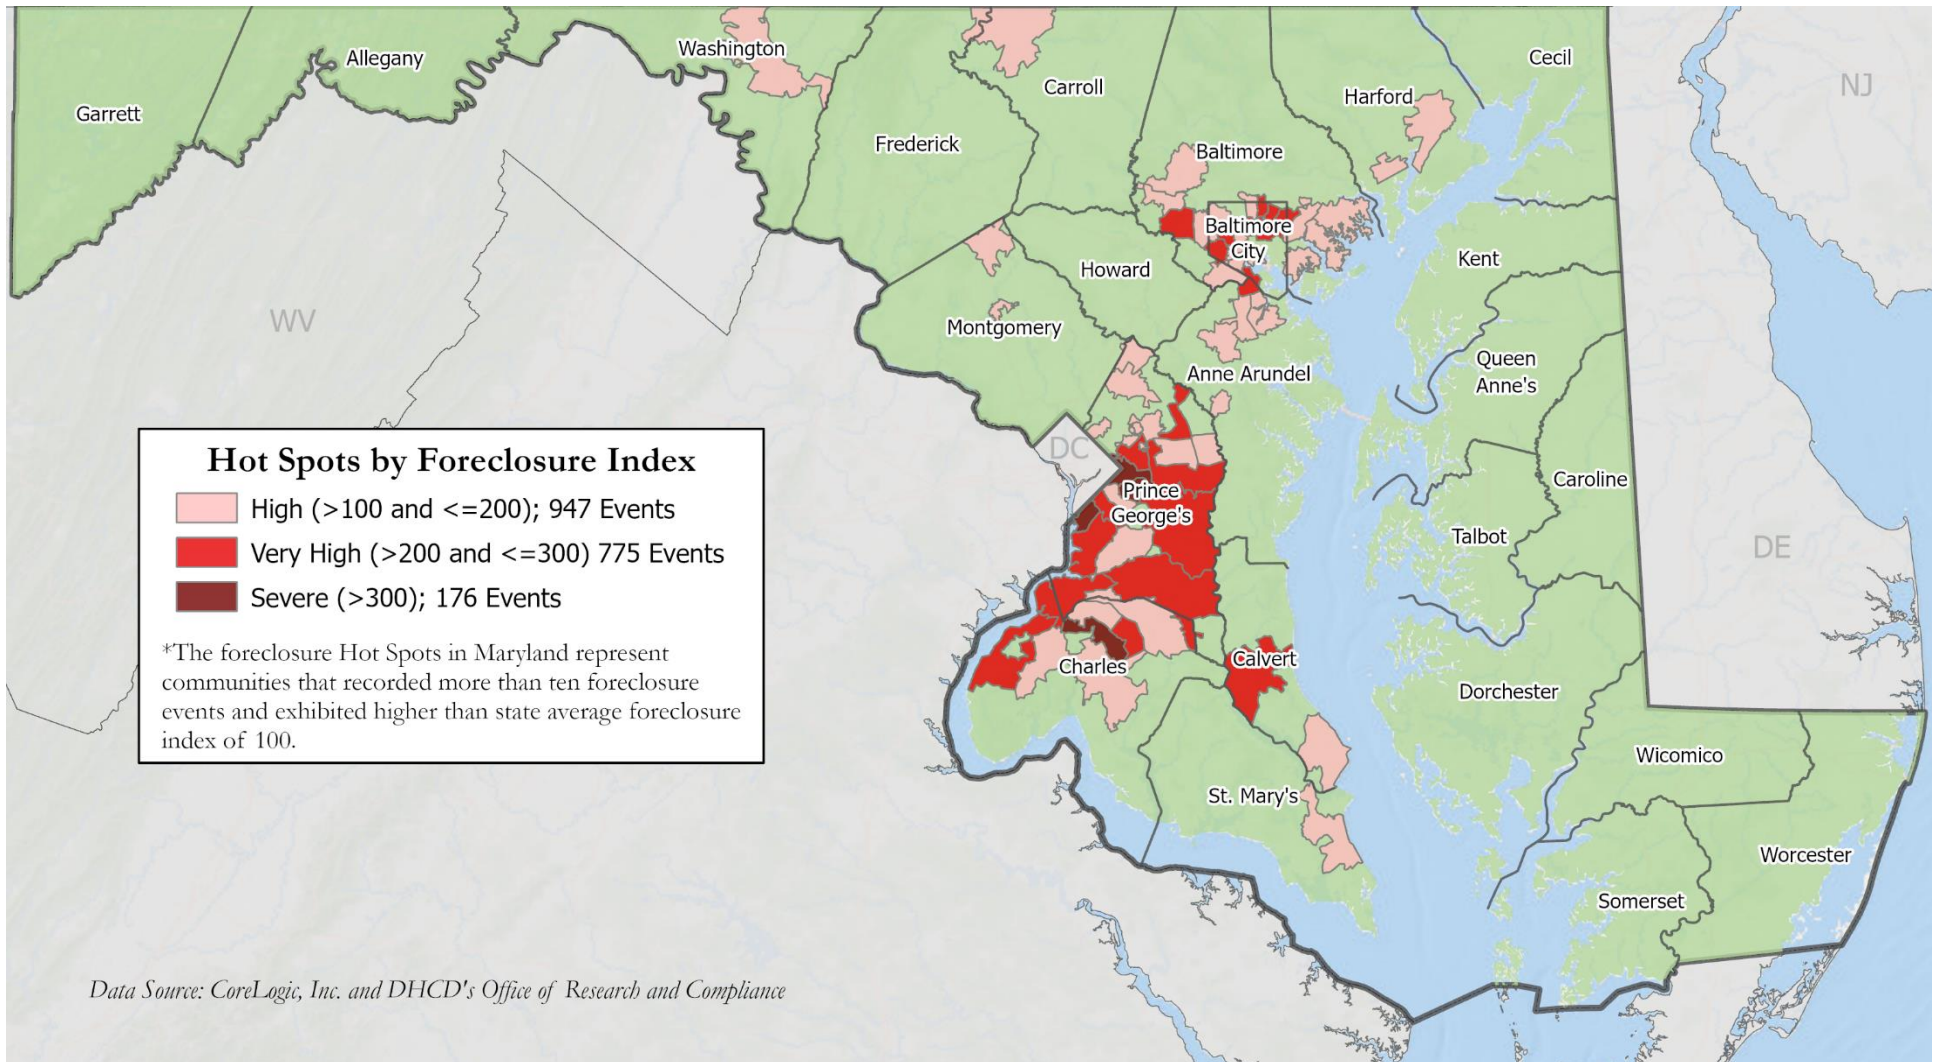 Washington
Allegany
Cecil
Carroll
NJ
Harford
Garrett
Frederick
Baltimore
Baltimore
City
Kent
Howard
WV
Montgomery
Queen
Anne's
Anne Arundel
DC
Prince
George's
Caroline
Talbot
DE
Calvert
Charles
Dorchester
Wicomico
St. Mary's
Worcester
Somerset
Hot Spots by Foreclosure Index
High (>100 and <=200); 947 Events
Very High (>200 and <=300) 775 Events
Severe (>300); 176 Events
*The foreclosure Hot Spots in Maryland represent
communities that recorded more than ten foreclosure
events and exhibited higher than state average foreclosure
index of 100.
Data Source: CoreLogic, Inc. and DHCD's Office of Research and Compliance